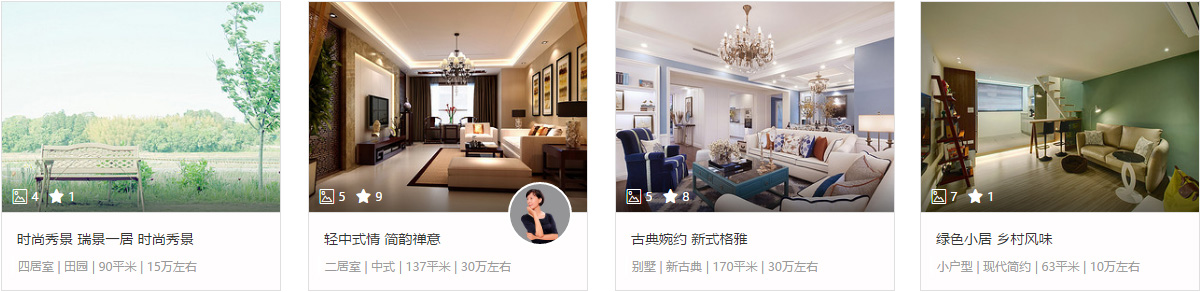 4 1
时尚秀景 瑞景一居 时尚秀景
四居室 | 田园 | 90平米 | 15万左右
5 9
轻中式情 简韵禅意
二居室 | 中式 | 137平米 | 30万左右
5 8
古典婉约 新式格雅
别墅 | 新古典 | 170平米 | 30万左右
7 1
绿色小居 乡村风味
小户型 | 现代简约 | 63平米 | 10万左右